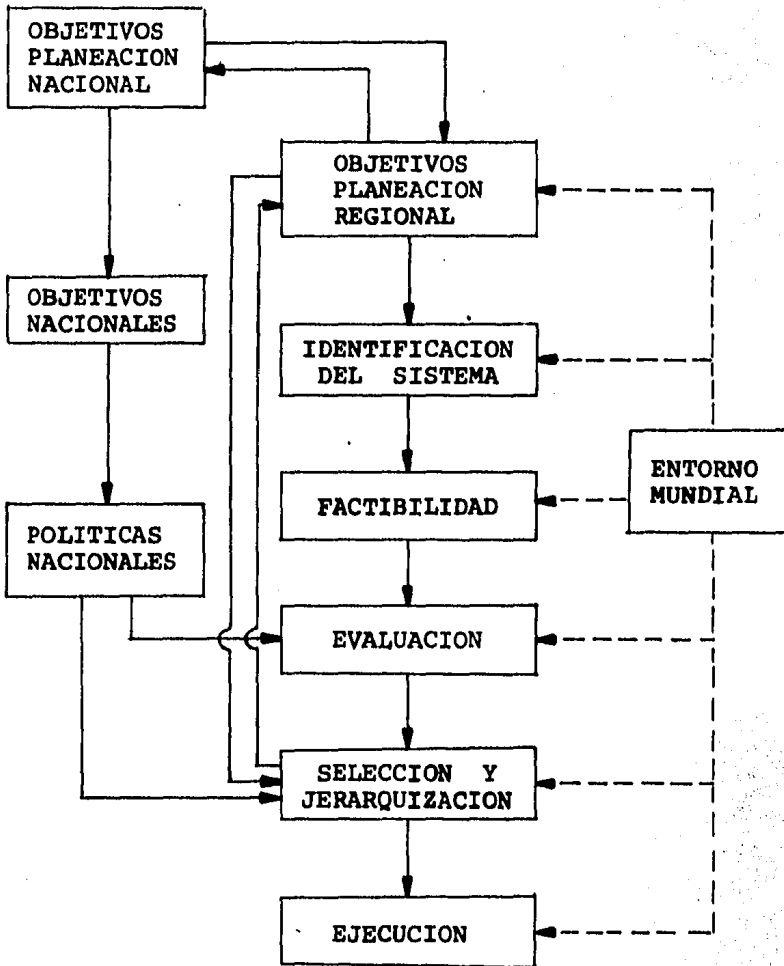 OBJETIVOS
PLANEACION
NACIONAL
OBJETIVOS
PLANEACION
REGIONAL
OBJETIVOS
NACIONALES
IDENTIFICACION
DEL SISTEMA
ENTORNO
MUNDIAL
FACTIBILIDAD
POLITICAS
NACIONALES
EVALUACION
SELECCION Y
JERARQUIZACION
EJECUCION